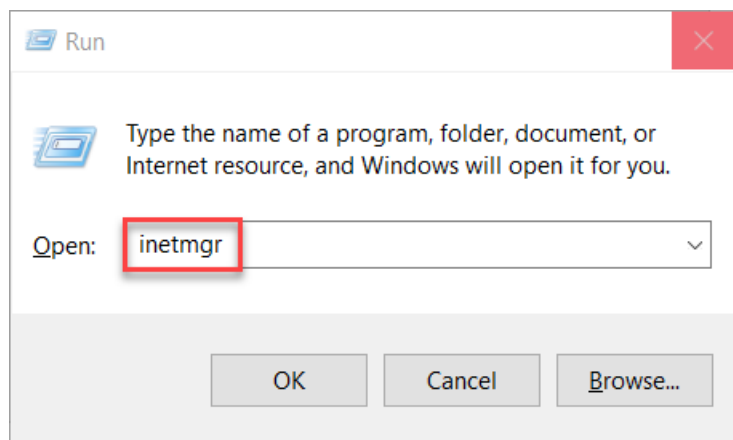 Run
Type the name of a program, folder, document, or
Internet resource, and Windows will open it for you.
Open: inetmgr
OK Cancel Browse...